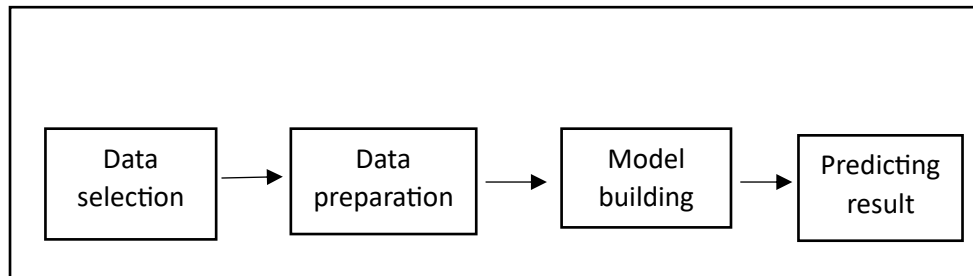 Data
selection
Data
preparation
Model
building
Predicting
result